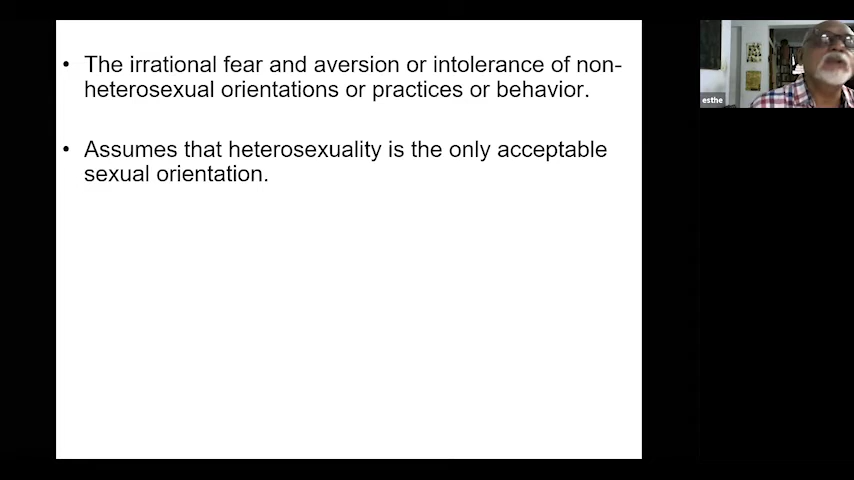 • The irrational fear and aversion or intolerance of non-
heterosexual orientations or practices or behavior.
• Assumes that heterosexuality is the only acceptable
sexual orientation.
esthe